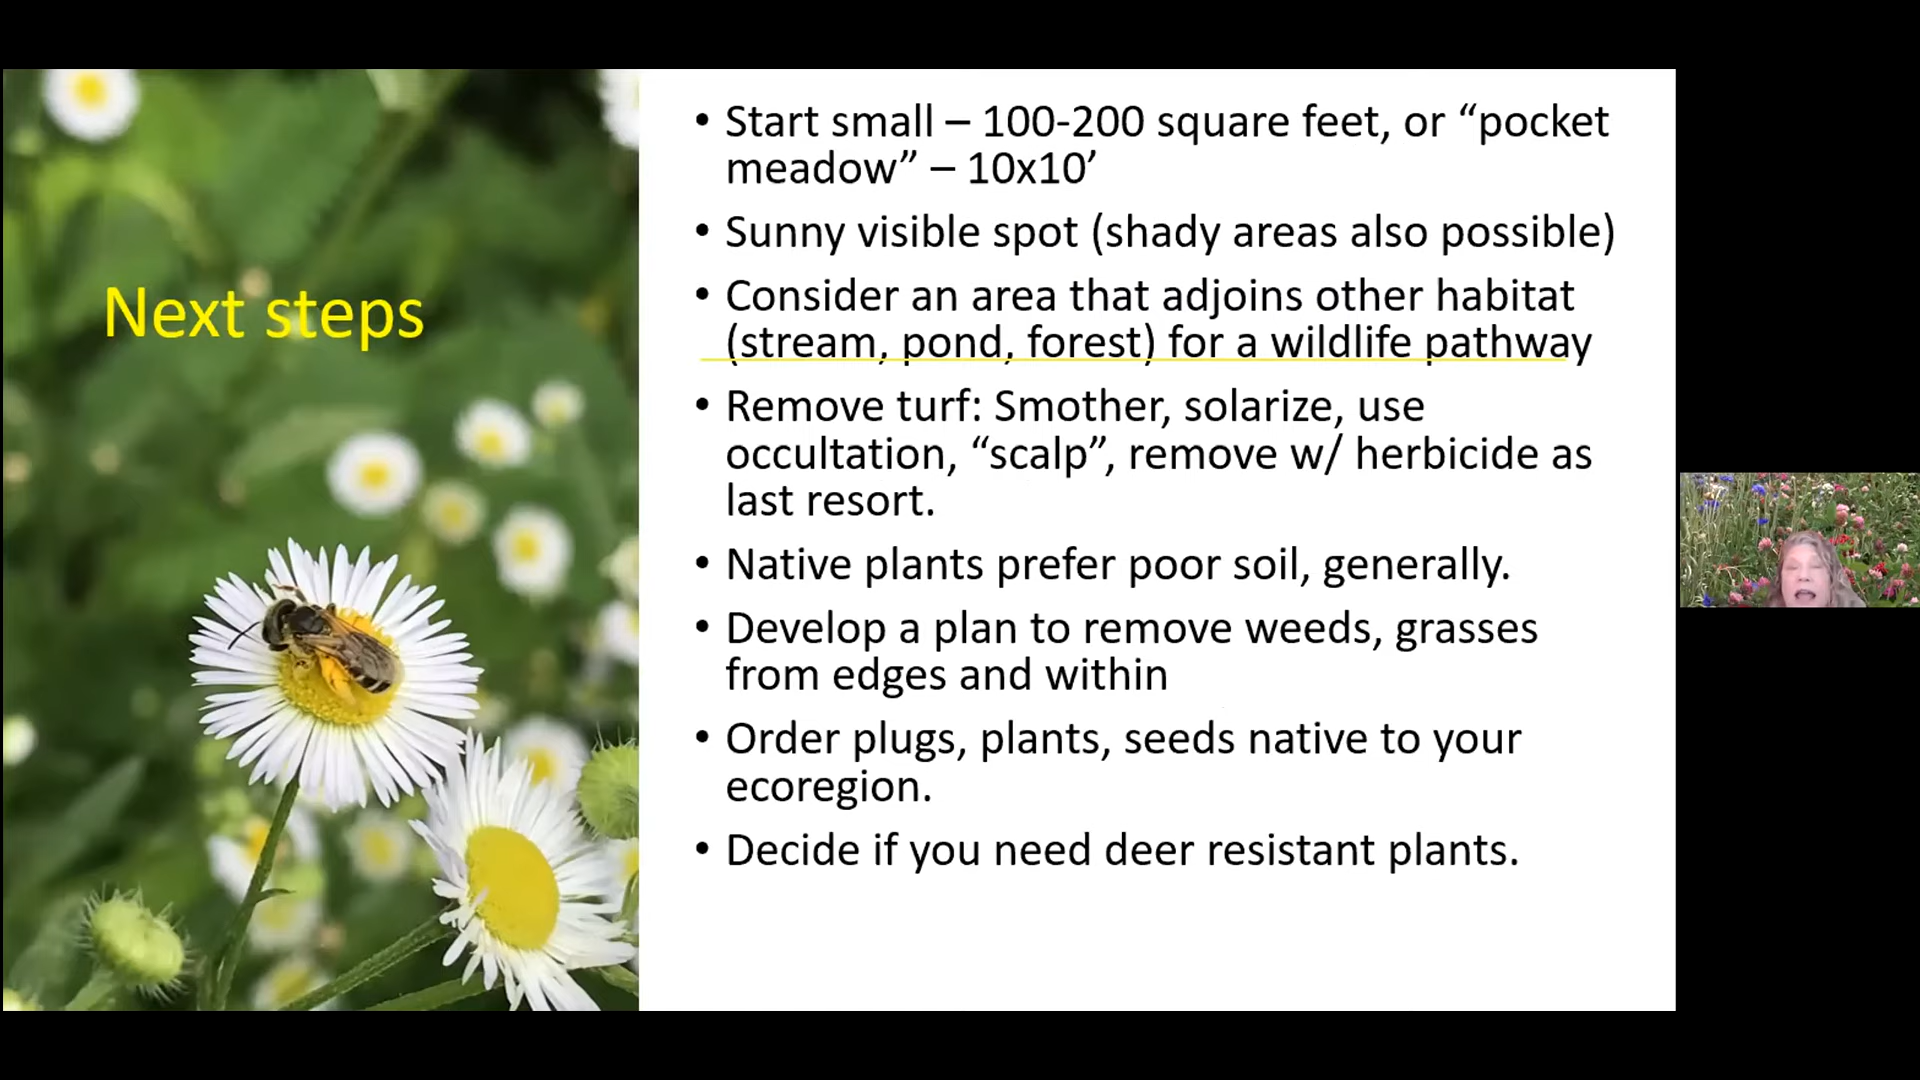 Next steps
• Start small – 100-200 square feet, or “pocket
meadow” – 10x10’
• Sunny visible spot (shady areas also possible)
• Consider an area that adjoins other habitat
(stream, pond, forest) for a wildlife pathway
• Remove turf: Smother, solarize, use
occultation, “scalp”, remove w/ herbicide as
last resort.
• Native plants prefer poor soil, generally.
• Develop a plan to remove weeds, grasses
from edges and within
• Order plugs, plants, seeds native to your
ecoregion.
• Decide if you need deer resistant plants.